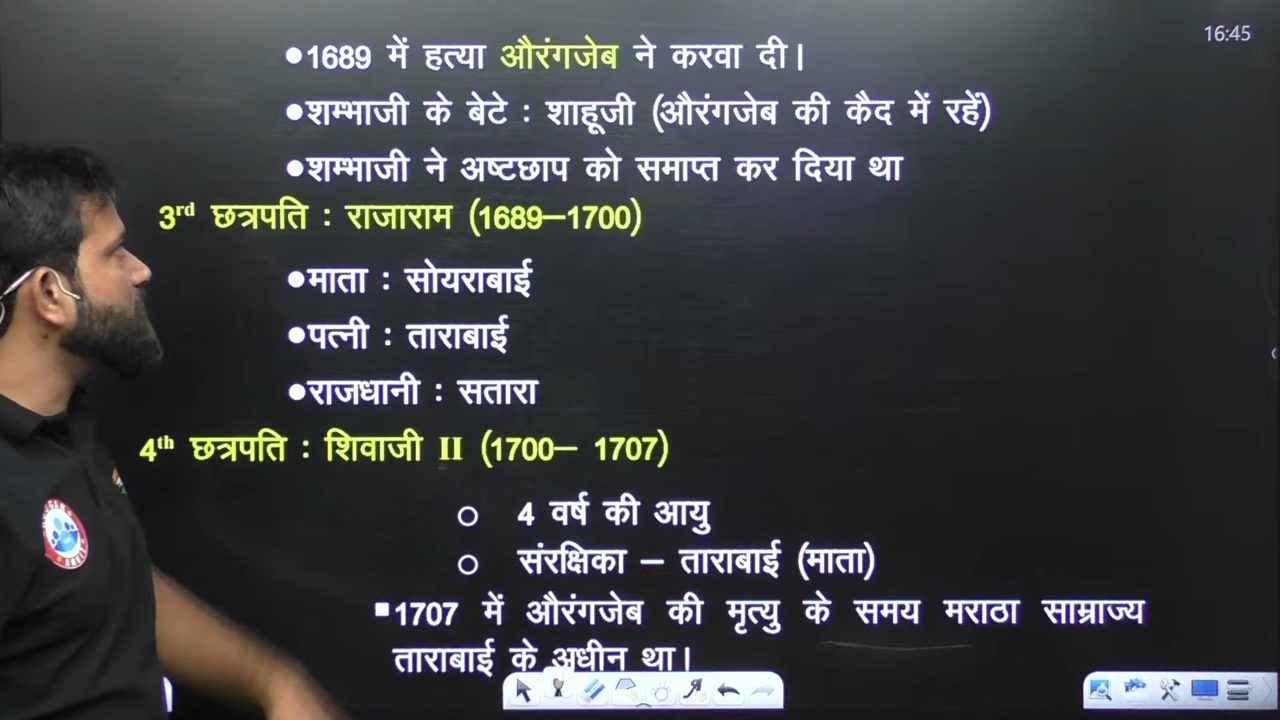 16:45
●1689 में हत्या औरंगजेब ने करवा दी।
●शम्भाजी के बेटे : शाहूजी (औरंगजेब की कैद में रहें)
●शम्भाजी ने अष्टछाप को समाप्त कर दिया था
3rd छत्रपति : राजाराम (1689–1700)
●माता : सोयराबाई
●पत्नी : ताराबाई
●राजधानी : सतारा
4th छत्रपति : शिवाजी II (1700– 1707)
○ 4 वर्ष की आयु
○ संरक्षिका – ताराबाई (माता)
▪1707 में औरंगजेब की मृत्यु के समय मराठा साम्राज्य
ताराबाई के अधीन था।